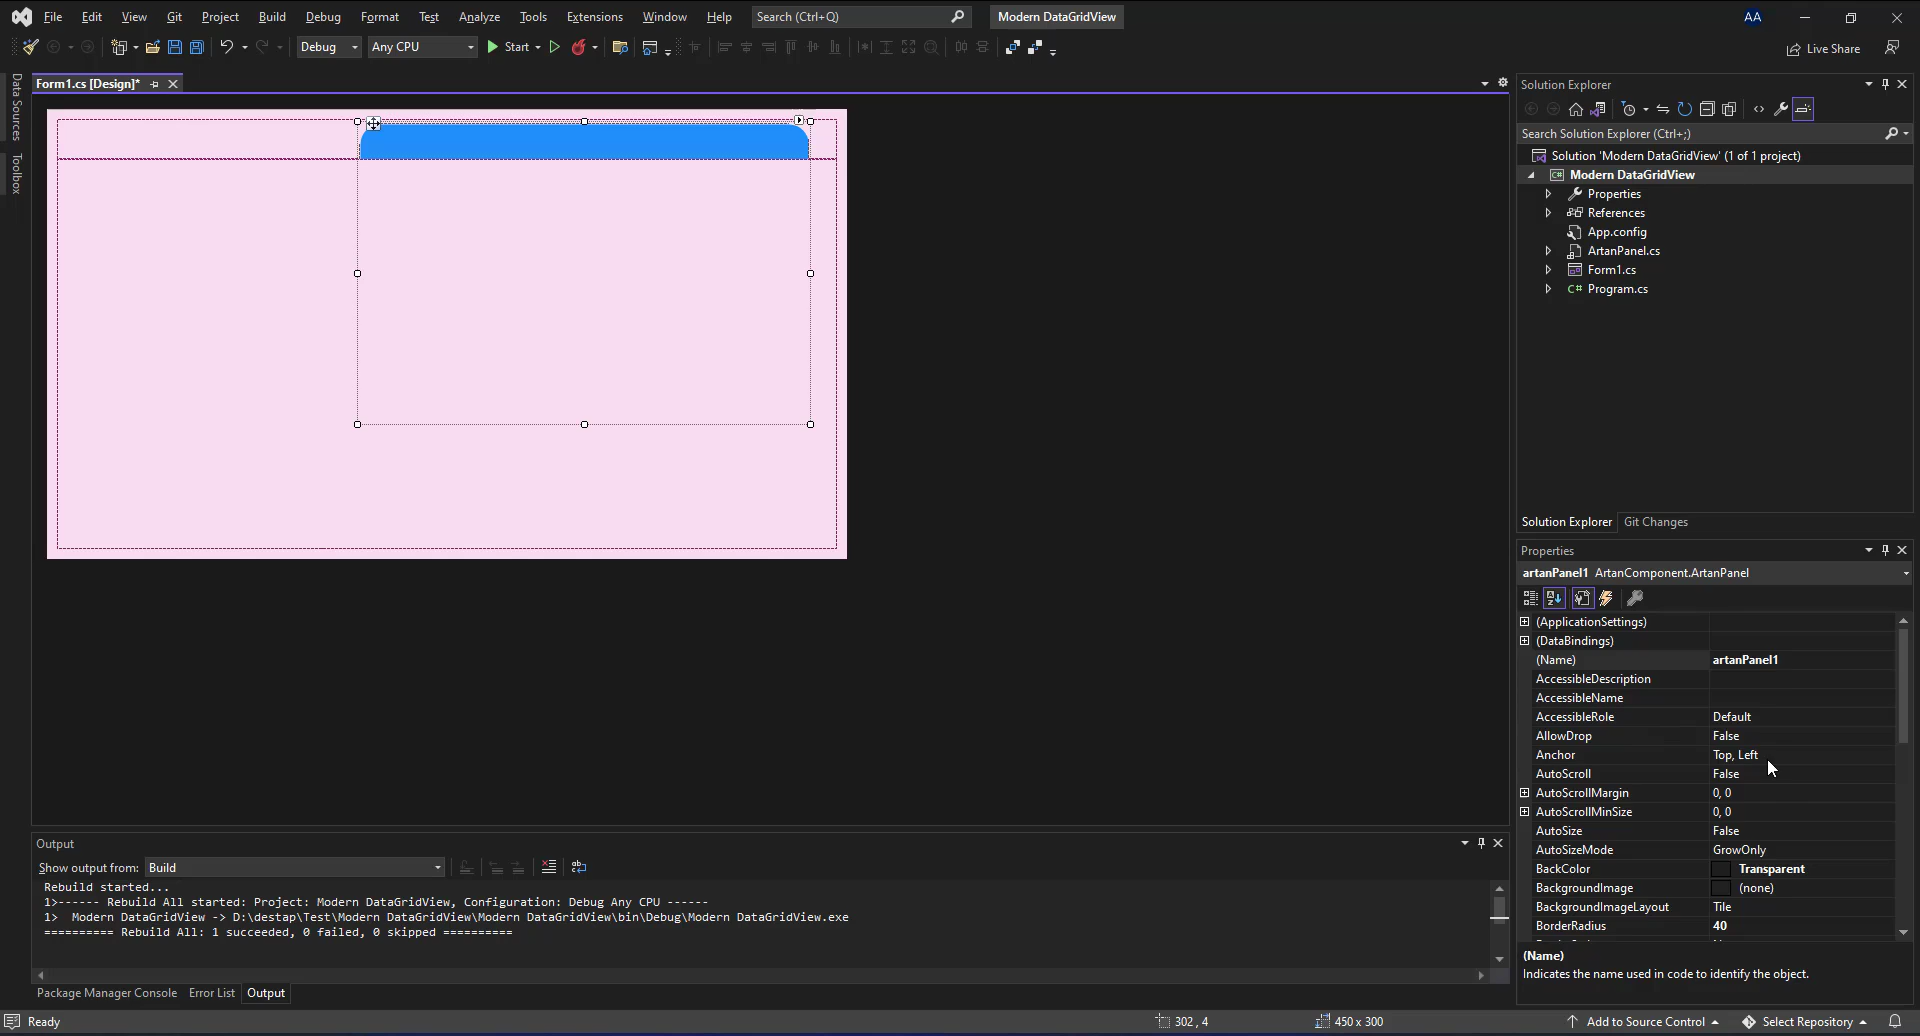 File Edit View Git Project Build Debug Format Test Analyze Tools Extensions Window Help Search (Ctrl+Q) Modern DataGridView AA
Debug Any CPU Start Live Share
Data Sources
Toolbox
Form1.cs [Design]*
Solution Explorer
Search Solution Explorer (Ctrl+;)
Solution 'Modern DataGridView' (1 of 1 project)
Modern DataGridView
Properties
References
App.config
ArtanPanel.cs
Form1.cs
Program.cs
Solution Explorer Git Changes
Properties
artanPanel1 ArtanComponent.ArtanPanel
(ApplicationSettings)
(DataBindings)
(Name) artanPanel1
AccessibleDescription
AccessibleName
AccessibleRole Default
AllowDrop False
Anchor Top, Left
AutoScroll False
AutoScrollMargin 0, 0
AutoScrollMinSize 0, 0
AutoSize False
AutoSizeMode GrowOnly
BackColor Transparent
BackgroundImage (none)
BackgroundImageLayout Tile
BorderRadius 40
(Name)
Indicates the name used in code to identify the object.
Output
Show output from: Build
Rebuild started...
1>------ Rebuild All started: Project: Modern DataGridView, Configuration: Debug Any CPU ------
1>  Modern DataGridView -> D:\destap\Test\Modern DataGridView\Modern DataGridView\bin\Debug\Modern DataGridView.exe
========== Rebuild All: 1 succeeded, 0 failed, 0 skipped ==========
Package Manager Console Error List Output
Ready 302 , 4 450 x 300 Add to Source Control Select Repository